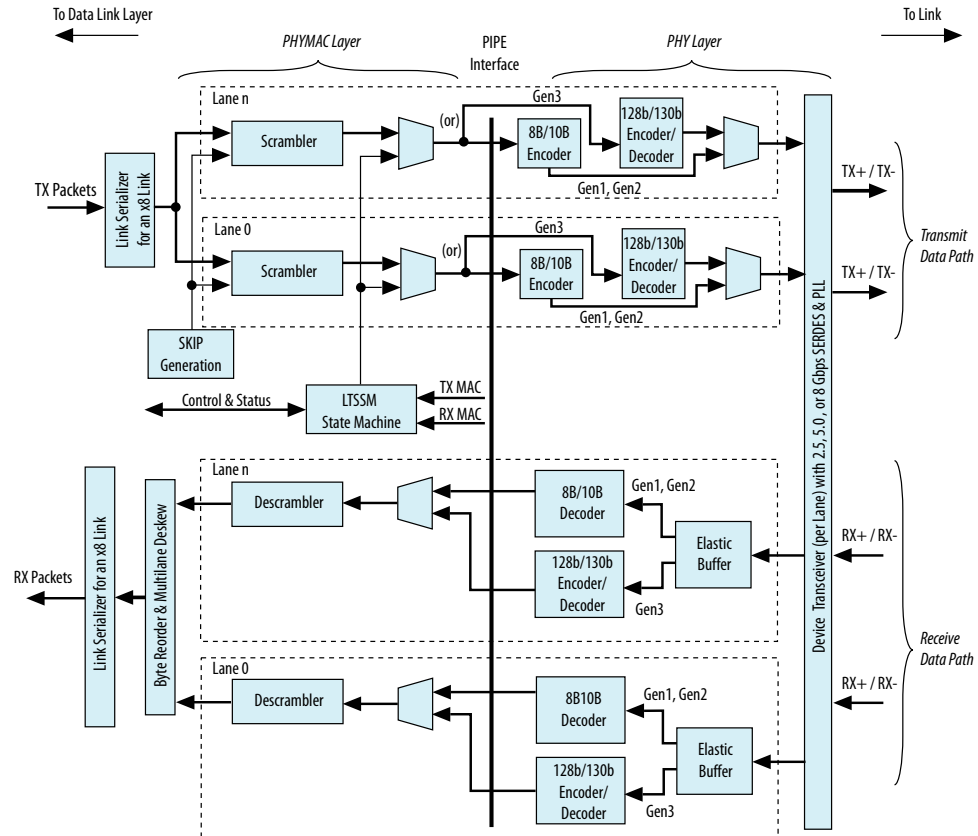 To Data Link Layer
PHYMAC Layer
PIPE
Interface
PHY Layer
To Link
Lane n
Scrambler
(or)
Gen3
8B/10B
Encoder
128b/130b
Encoder/
Decoder
Gen1, Gen2
TX Packets
Link Serializer
for an x8 Link
Lane 0
Scrambler
(or)
Gen3
8B/10B
Encoder
128b/130b
Encoder/
Decoder
Gen1, Gen2
TX+ / TX-
TX+ / TX-
Transmit
Data Path
SKIP
Generation
Control & Status
LTSSM
State Machine
TX MAC
RX MAC
Device Transceiver (per Lane) with 2.5, 5.0 , or 8 Gbps SERDES & PLL
Lane n
Descrambler
8B/10B
Decoder
Gen1, Gen2
128b/130b
Encoder/
Decoder
Gen3
Elastic
Buffer
RX+ / RX-
RX Packets
Link Serializer for an x8 Link
Byte Reorder & Multilane Deskew
Receive
Data Path
Lane 0
Descrambler
8B10B
Decoder
Gen1, Gen2
128b/130b
Encoder/
Decoder
Gen3
Elastic
Buffer
RX+ / RX-